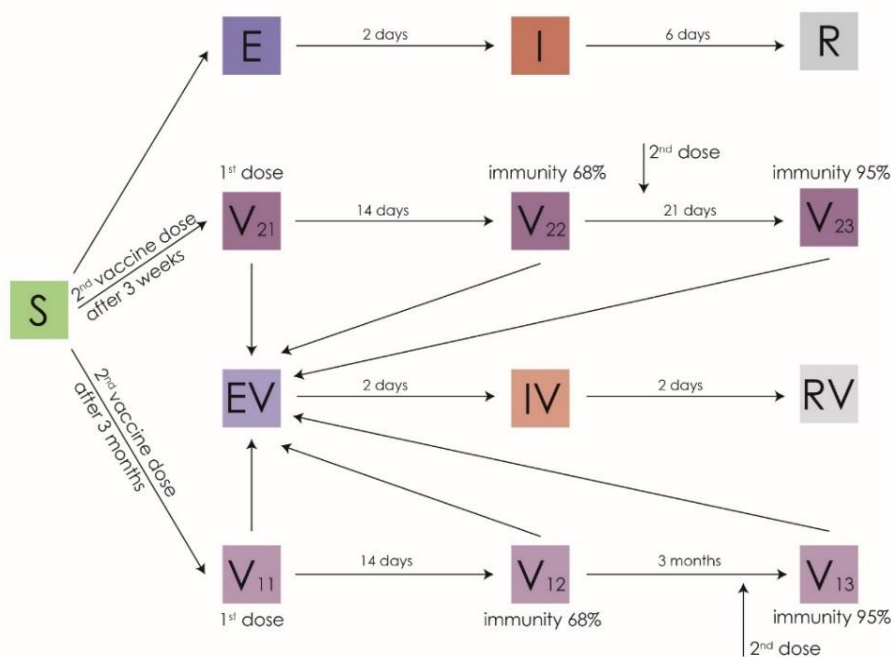 E
2 days
I
6 days
R
1st dose
immunity 68%
2nd dose
immunity 95%
V21
14 days
V22
21 days
V23
2nd vaccine dose
after 3 weeks
S
2nd vaccine dose
after 3 months
EV
2 days
IV
2 days
RV
V11
14 days
V12
3 months
V13
1st dose
immunity 68%
immunity 95%
2nd dose